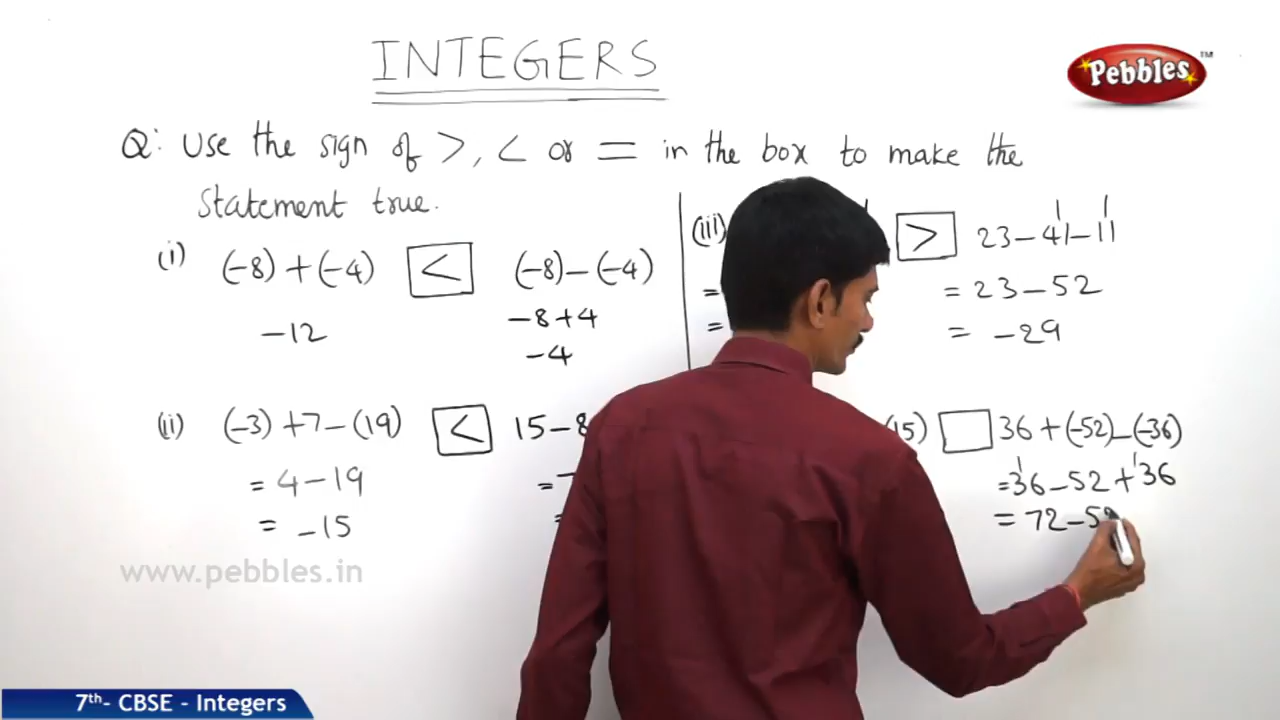 INTEGERS
Pebbles™
Q: Use the sign of >, < or = in the box to make the
statement true.
(i) (-8) + (-4) < (-8) - (-4)
-12
-8 + 4
-4
(ii) (-3) + 7 - (19) < 15 - 8
= 4 - 19
= -15
(iii) > 23 - 41 - 11
= 23 - 52
= -29
(15) 36 + (-52) - (-36)
= 36 - 52 + 36
= 72 - 5
www.pebbles.in
7th - CBSE - Integers